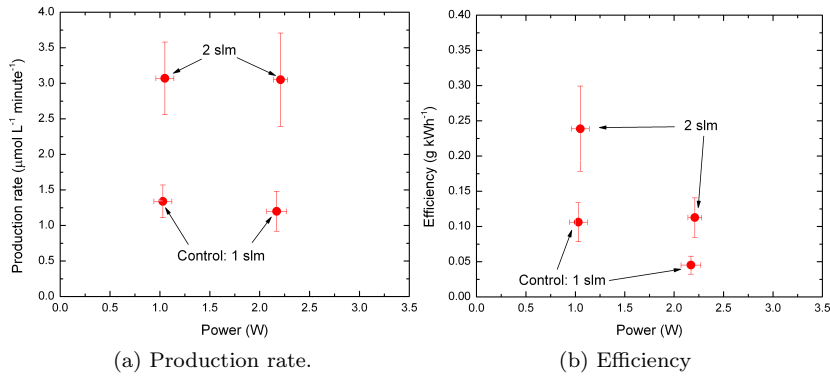 4.0
3.5
3.0
2.5
2.0
1.5
1.0
0.5
0.0
Production rate (μmol L⁻¹ minute⁻¹)
2 slm
Control: 1 slm
0.0 0.5 1.0 1.5 2.0 2.5 3.0 3.5
Power (W)
(a) Production rate.
0.40
0.35
0.30
0.25
0.20
0.15
0.10
0.05
0.00
Efficiency (g kWh⁻¹)
2 slm
Control: 1 slm
0.0 0.5 1.0 1.5 2.0 2.5 3.0 3.5
Power (W)
(b) Efficiency